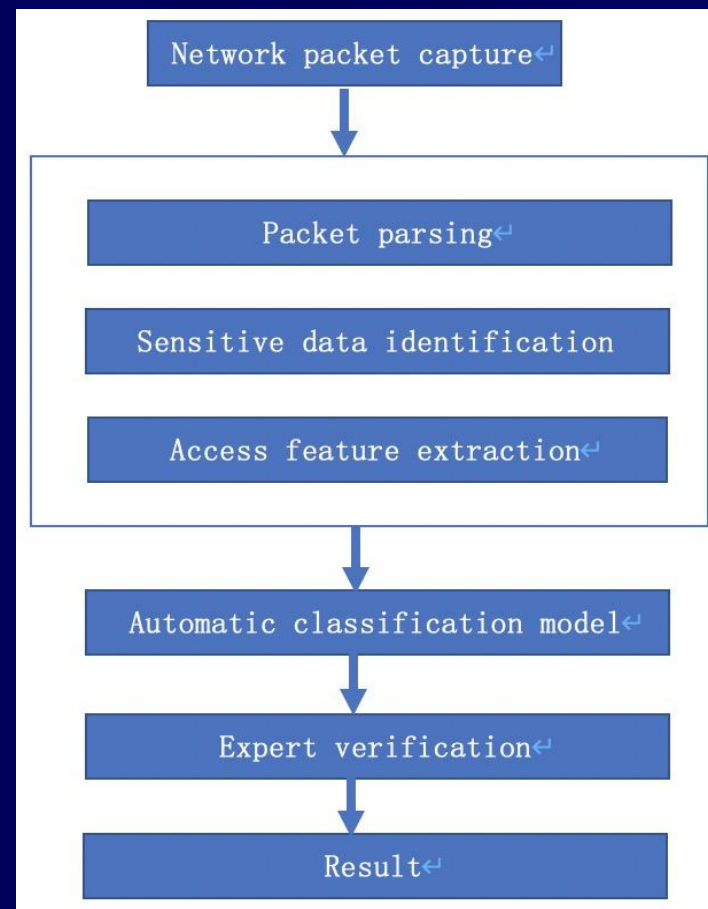 Network packet capture↵
Packet parsing↵
Sensitive data identification
Access feature extraction↵
Automatic classification model↵
Expert verification↵
Result↵